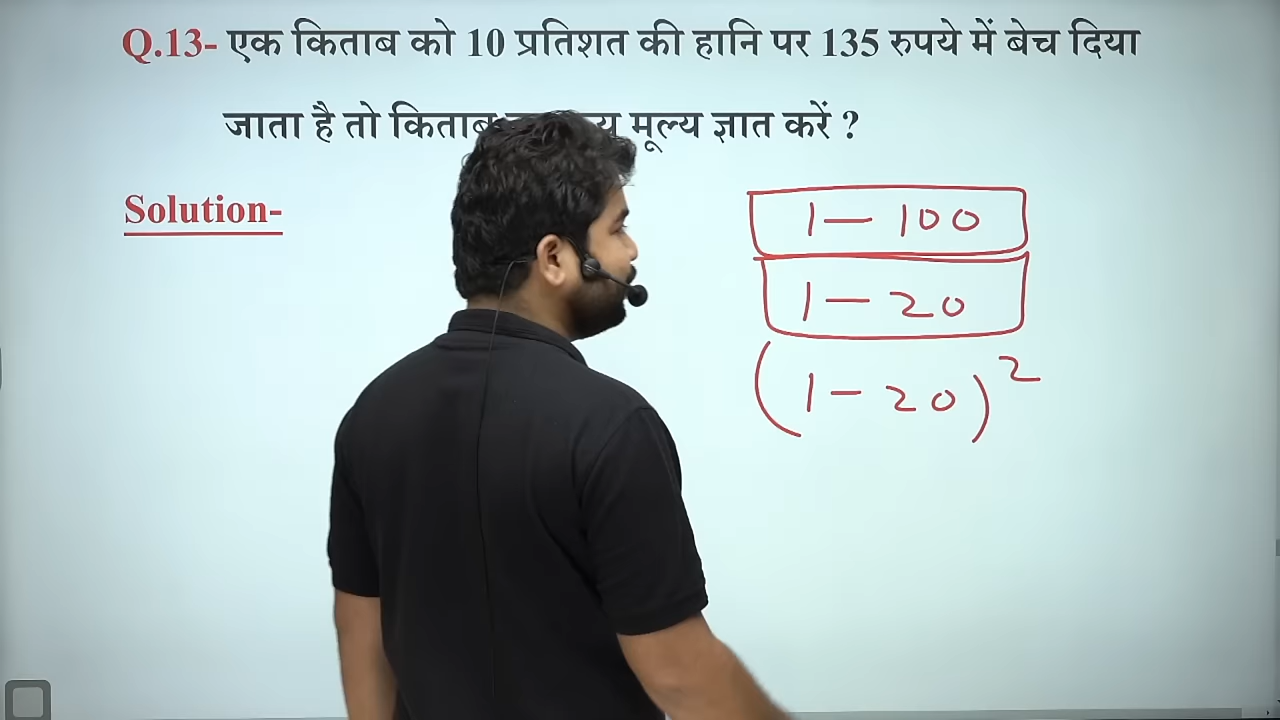 Q.13- एक किताब को 10 प्रतिशत की हानि पर 135 रुपये में बेच दिया
जाता है तो किताब मूल्य ज्ञात करें ?
Solution-
1 — 100
1 — 20
(1 - 20)²